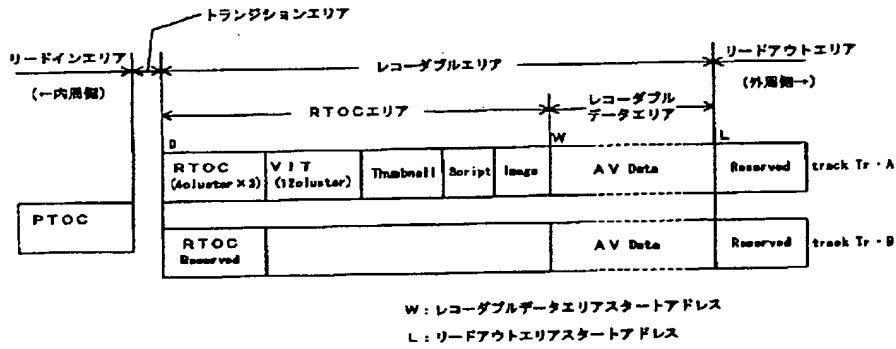 トランジションエリア
リードインエリア
レコーダブルエリア
リードアウトエリア
(←内周側)
(外周側→)
RTOCエリア
レコーダブル
データエリア
0
W
L
RTOC
(4cluster×3)
VIT
(12cluster)
Thumbnail
Script
Image
AV Data
Reserved
track Tr・A
PTOC
RTOC
Reserved
AV Data
Reserved
track Tr・B
W:レコーダブルデータエリアスタートアドレス
L:リードアウトエリアスタートアドレス